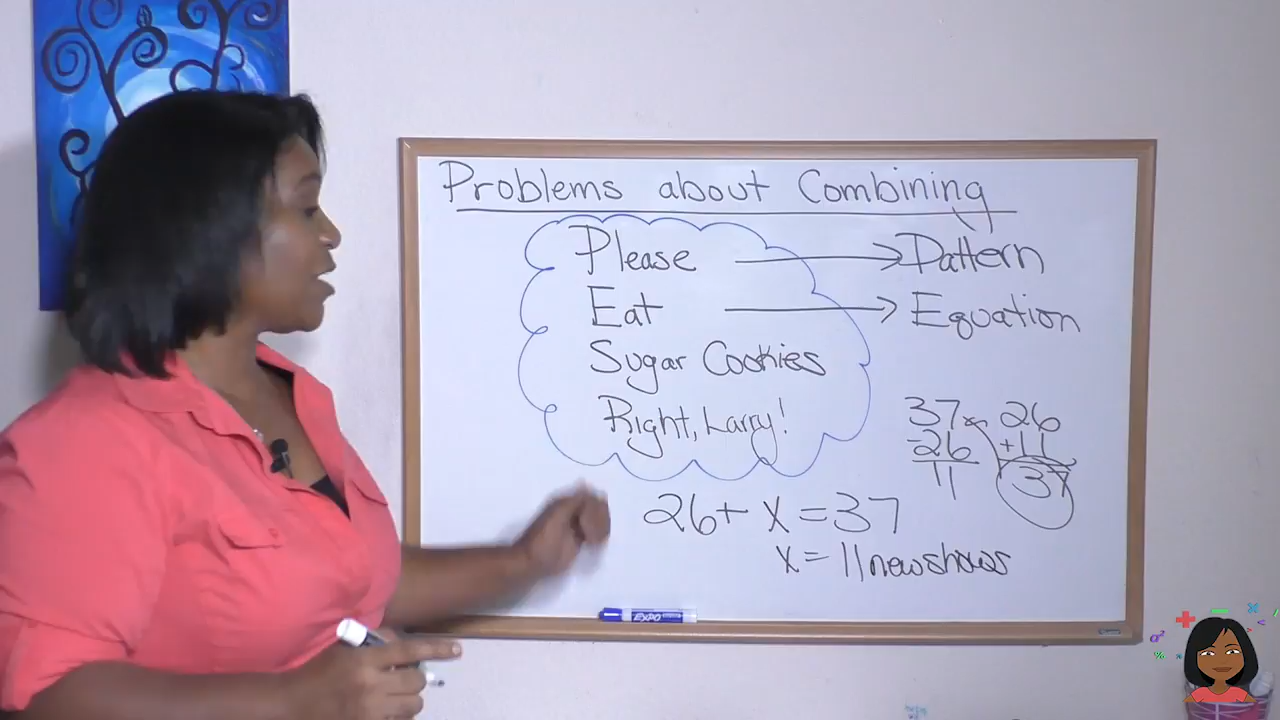 Problems about Combining
Please → Pattern
Eat → Equation
Sugar Cookies
Right, Larry!
37
-26
11
26
+11
37
26 + x = 37
x = 11 new shows
EXPO